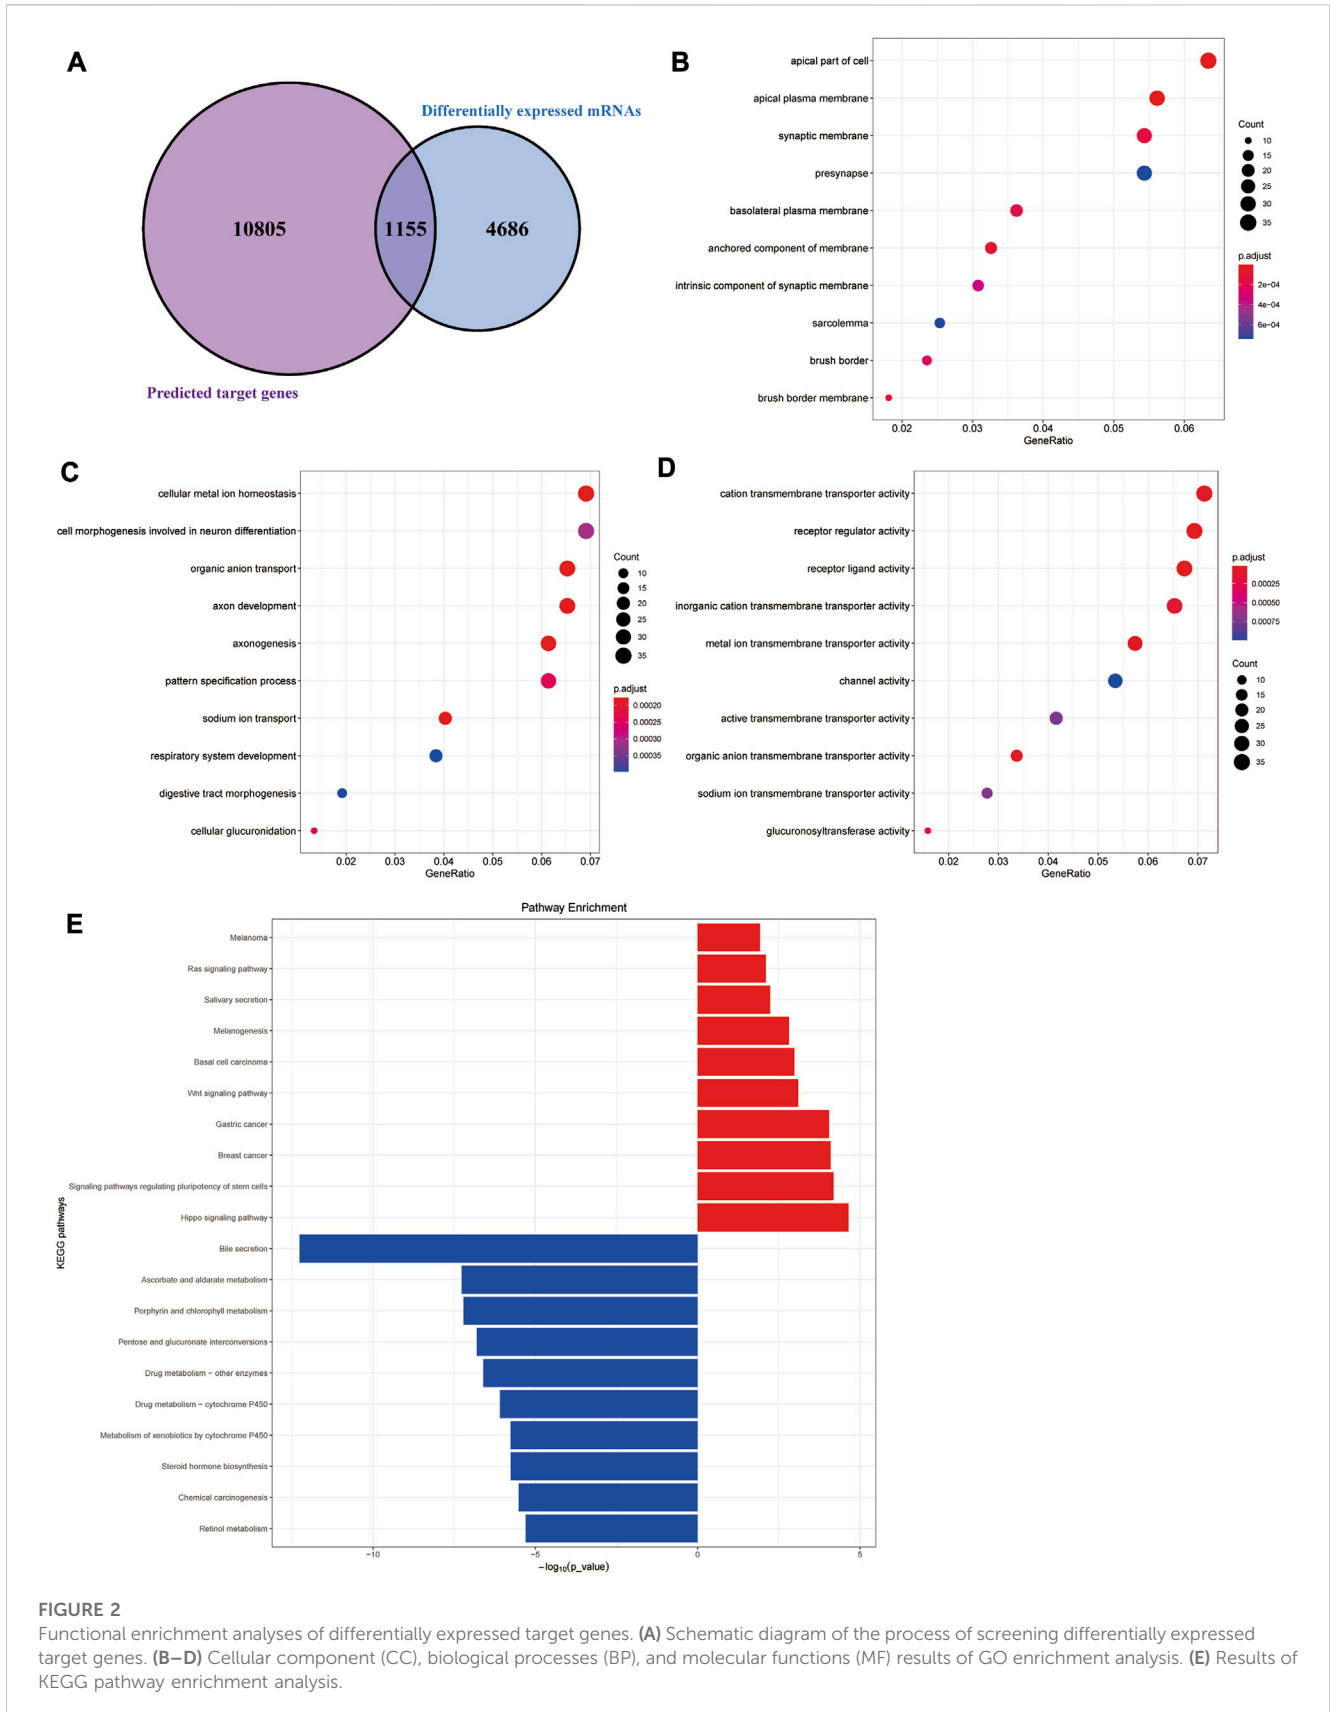 A
Differentially expressed mRNAs
10805
1155
4686
Predicted target genes
B
apical part of cell
apical plasma membrane
synaptic membrane
presynapse
basolateral plasma membrane
anchored component of membrane
intrinsic component of synaptic membrane
sarcolemma
brush border
brush border membrane
0.02 0.03 0.04 0.05 0.06
GeneRatio
Count
10
15
20
25
30
35
p.adjust
2e-04
4e-04
6e-04
C
cellular metal ion homeostasis
cell morphogenesis involved in neuron differentiation
organic anion transport
axon development
axonogenesis
pattern specification process
sodium ion transport
respiratory system development
digestive tract morphogenesis
cellular glucuronidation
0.02 0.03 0.04 0.05 0.06 0.07
GeneRatio
Count
10
15
20
25
30
35
p.adjust
0.00020
0.00025
0.00030
0.00035
D
cation transmembrane transporter activity
receptor regulator activity
receptor ligand activity
inorganic cation transmembrane transporter activity
metal ion transmembrane transporter activity
channel activity
active transmembrane transporter activity
organic anion transmembrane transporter activity
sodium ion transmembrane transporter activity
glucuronosyltransferase activity
0.02 0.03 0.04 0.05 0.06 0.07
GeneRatio
p.adjust
0.00025
0.00050
0.00075
Count
10
15
20
25
30
35
E
Pathway Enrichment
KEGG pathways
Melanoma
Ras signaling pathway
Salivary secretion
Melanogenesis
Basal cell carcinoma
Wnt signaling pathway
Gastric cancer
Breast cancer
Signaling pathways regulating pluripotency of stem cells
Hippo signaling pathway
Bile secretion
Ascorbate and aldarate metabolism
Porphyrin and chlorophyll metabolism
Pentose and glucuronate interconversions
Drug metabolism − other enzymes
Drug metabolism − cytochrome P450
Metabolism of xenobiotics by cytochrome P450
Steroid hormone biosynthesis
Chemical carcinogenesis
Retinol metabolism
−10 −5 0 5
−log10(p_value)
FIGURE 2
Functional enrichment analyses of differentially expressed target genes. (A) Schematic diagram of the process of screening differentially expressed
target genes. (B–D) Cellular component (CC), biological processes (BP), and molecular functions (MF) results of GO enrichment analysis. (E) Results of
KEGG pathway enrichment analysis.